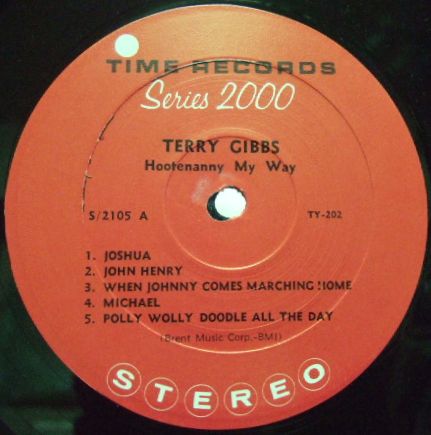 TIME RECORDS
Series 2000
TERRY GIBBS
Hootenanny My Way
S/2105 A TY-202
1. JOSHUA
2. JOHN HENRY
3. WHEN JOHNNY COMES MARCHING HOME
4. MICHAEL
5. POLLY WOLLY DOODLE ALL THE DAY
(Brent Music Corp.-BMI)
STEREO